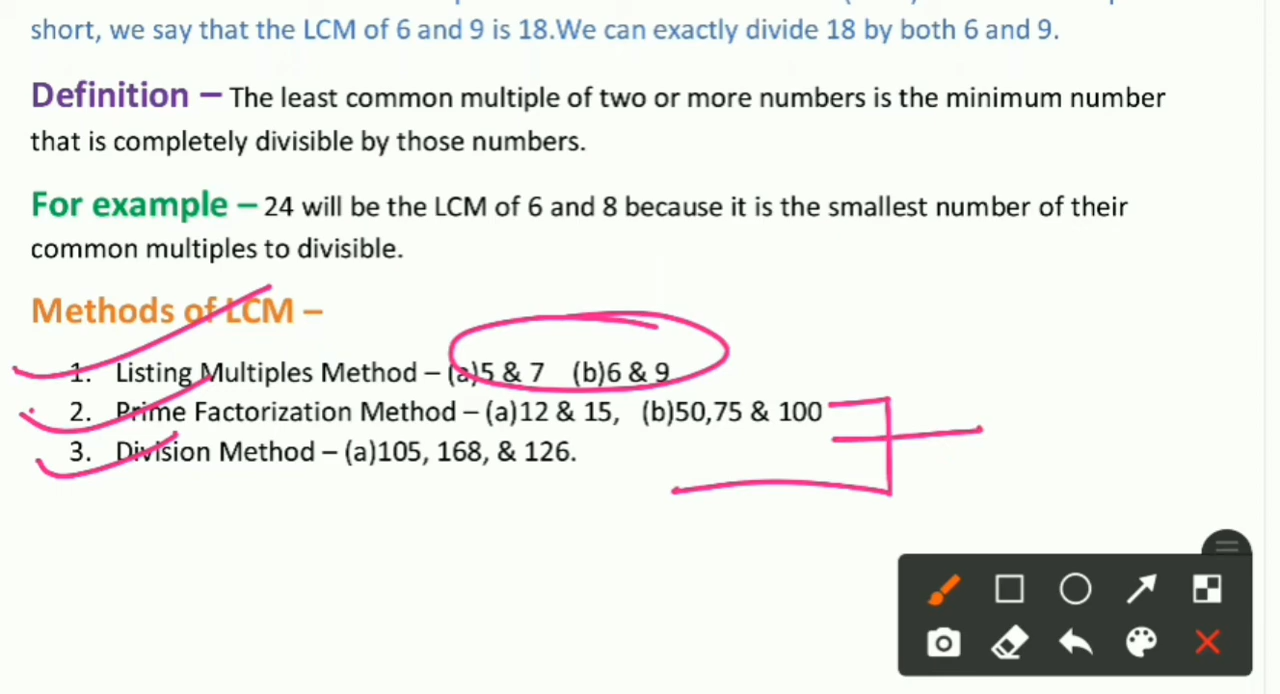 short, we say that the LCM of 6 and 9 is 18.We can exactly divide 18 by both 6 and 9.
Definition – The least common multiple of two or more numbers is the minimum number
that is completely divisible by those numbers.
For example – 24 will be the LCM of 6 and 8 because it is the smallest number of their
common multiples to divisible.
Methods of LCM –
1. Listing Multiples Method – (a)5 & 7 (b)6 & 9
2. Prime Factorization Method – (a)12 & 15, (b)50,75 & 100
3. Division Method – (a)105, 168, & 126.